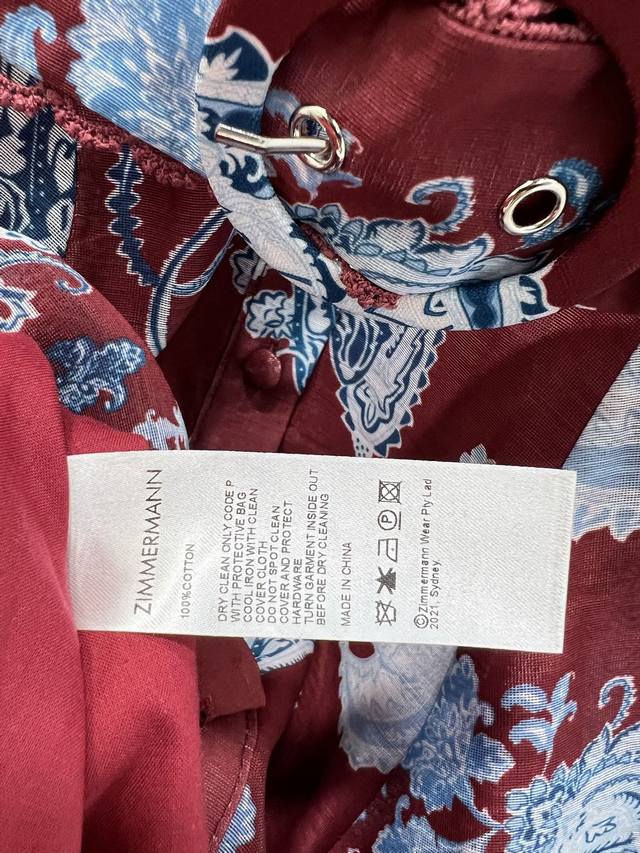 ZIMMERMANN
100%COTTON
DRY CLEAN ONLY CODE P
WITH PROTECTIVE BAG
COOL IRON WITH CLEAN
COVER CLOTH
DO NOT SPOT CLEAN
COVER AND PROTECT
HARDWARE
TURN GARMENT INSIDE OUT
BEFORE DRY CLEANING
MADE IN CHINA
P
©Zimmermann Wear Pty Lad
2021, Sydney.